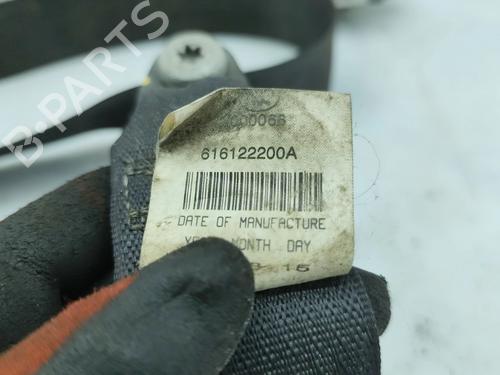 B-PARTS
616122200A
DATE OF MANUFACTURE
MONTH DAY
15